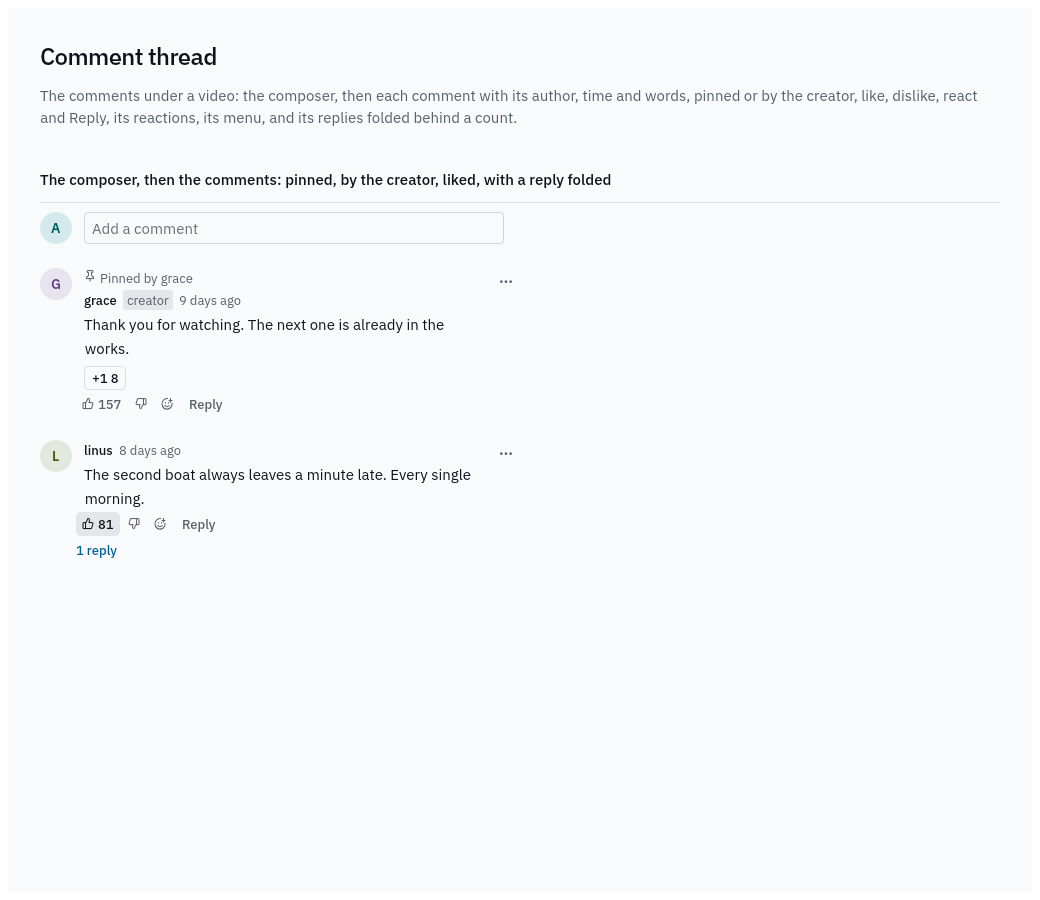 Comment thread
The comments under a video: the composer, then each comment with its author, time and words, pinned or by the creator, like, dislike, react
and Reply, its reactions, its menu, and its replies folded behind a count.
The composer, then the comments: pinned, by the creator, liked, with a reply folded
A
Add a comment
G
Pinned by grace
grace creator 9 days ago
Thank you for watching. The next one is already in the
works.
+1 8
157 Reply
L
linus 8 days ago
The second boat always leaves a minute late. Every single
morning.
81 Reply
1 reply